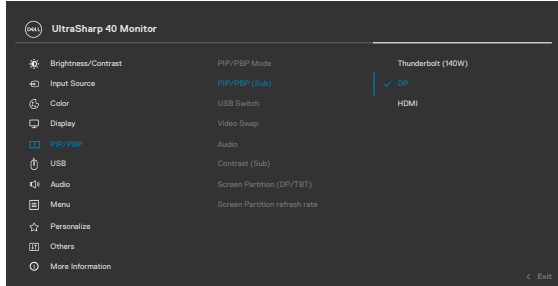 DELL UltraSharp 40 Monitor
Brightness/Contrast PIP/PBP Mode Thunderbolt (140W)
Input Source PIP/PBP (Sub) DP
Color USB Switch HDMI
Display Video Swap
PIP/PBP Audio
USB Contrast (Sub)
Audio Screen Partition (DP/TBT)
Menu Screen Partition refresh rate
Personalize
Others
More Information
< Exit